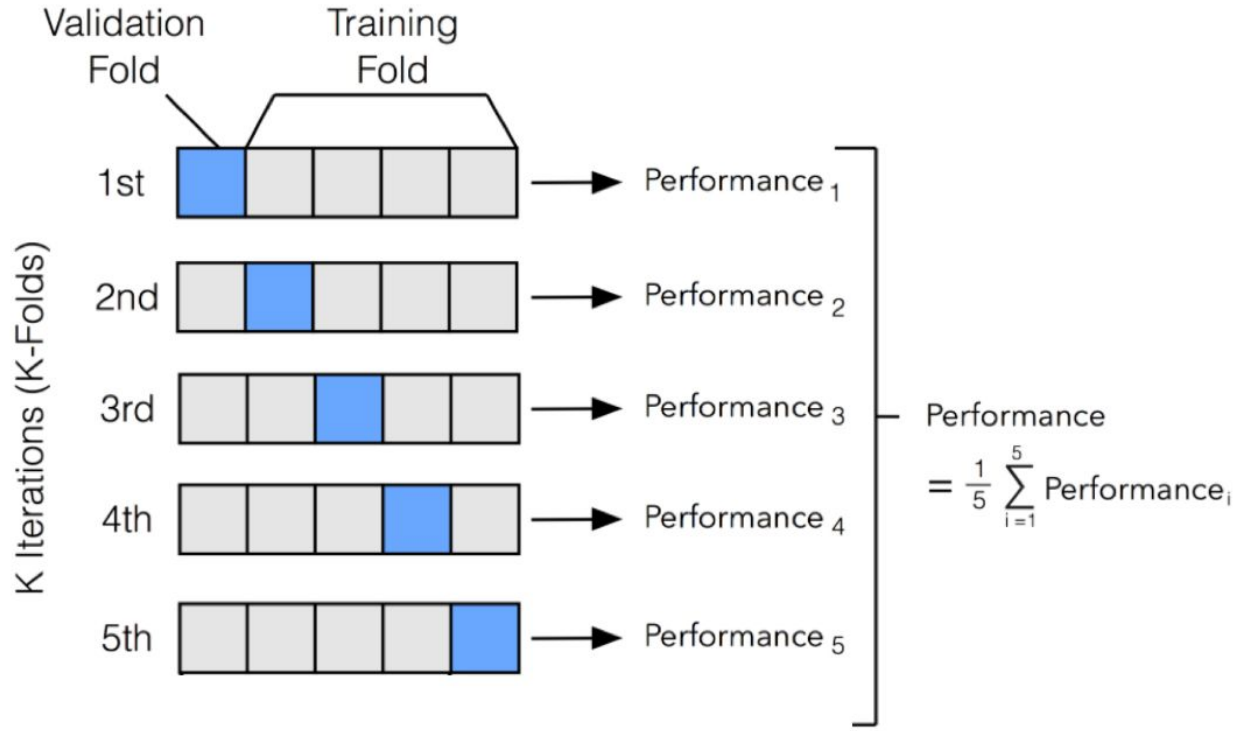 Validation
Fold
Training
Fold
K Iterations (K-Folds)
1st
Performance 1
2nd
Performance 2
3rd
Performance 3
4th
Performance 4
5th
Performance 5
Performance
= 1/5 5 ∑ i=1 Performance i